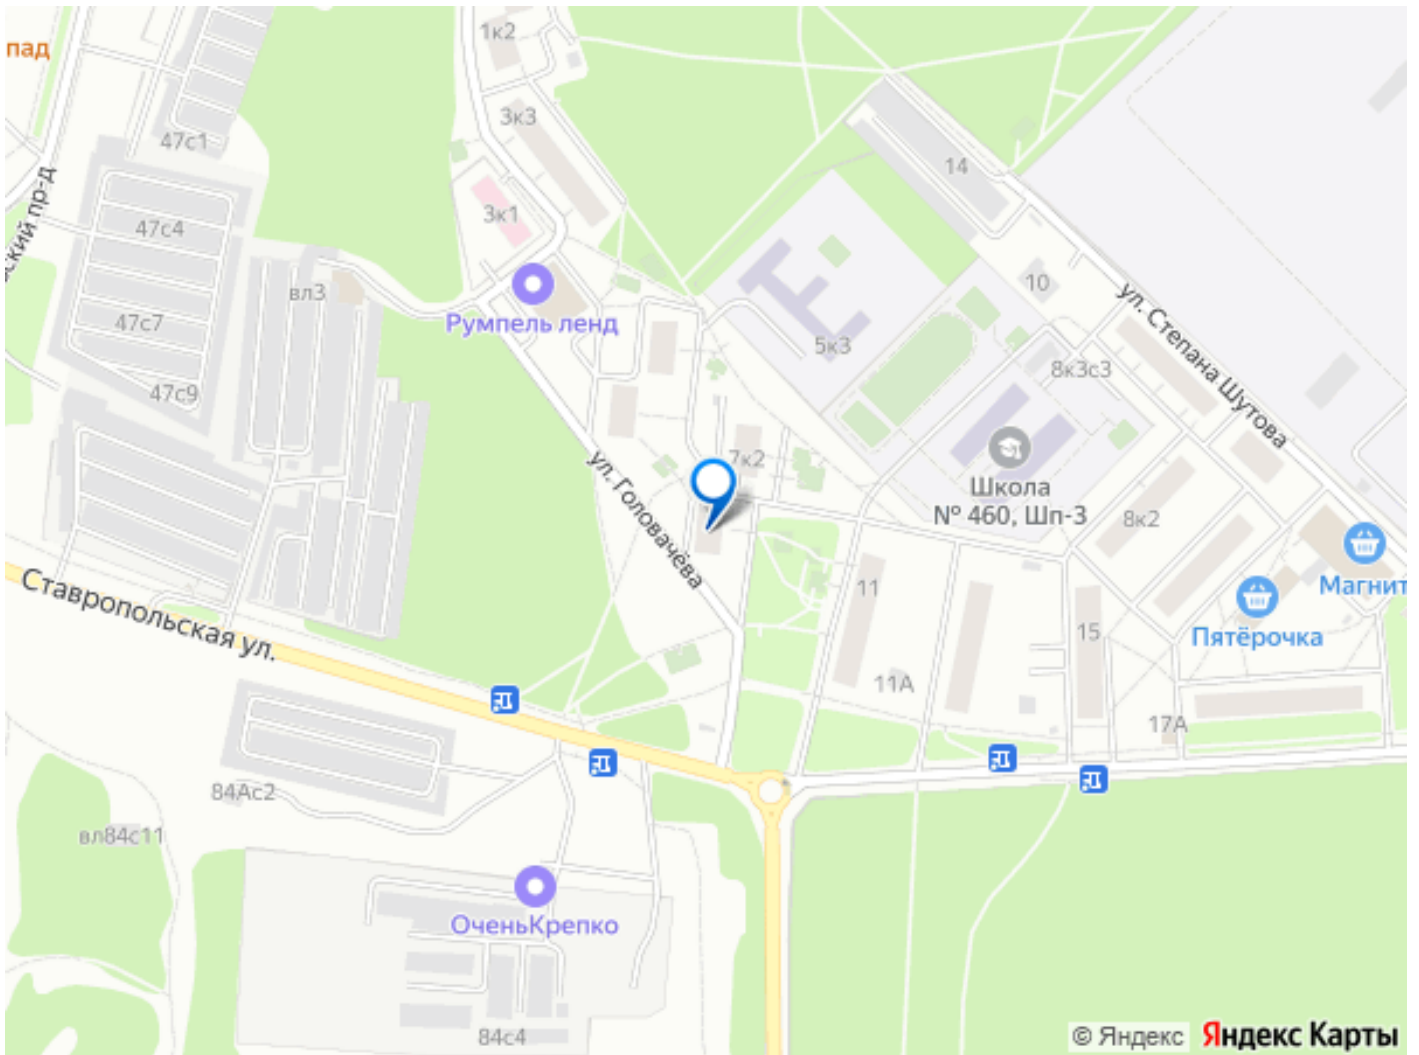 1к2
пад
3к3
47с1
14
ский пр-д
3к1
47с4
10
вл3
ул. Степана Шутова
47с7
Румпель ленд
5к3
8к3с3
47с9
7к2
ул. Головачёва
Школа
№ 460, Шп-3
8к2
Ставропольская ул.
11
Магнит
Пятёрочка
15
11А
17А
84Ас2
вл84с11
ОченьКрепко
84с4
© Яндекс Яндекс Карты